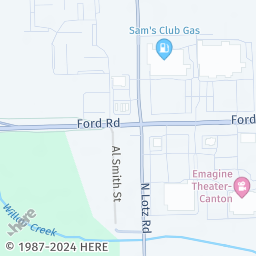 Sam's Club Gas
Ford Rd
Ford
Al Smith St
N Lotz Rd
Emagine
Theater-
Canton
Willow Creek
here
© 1987-2024 HERE